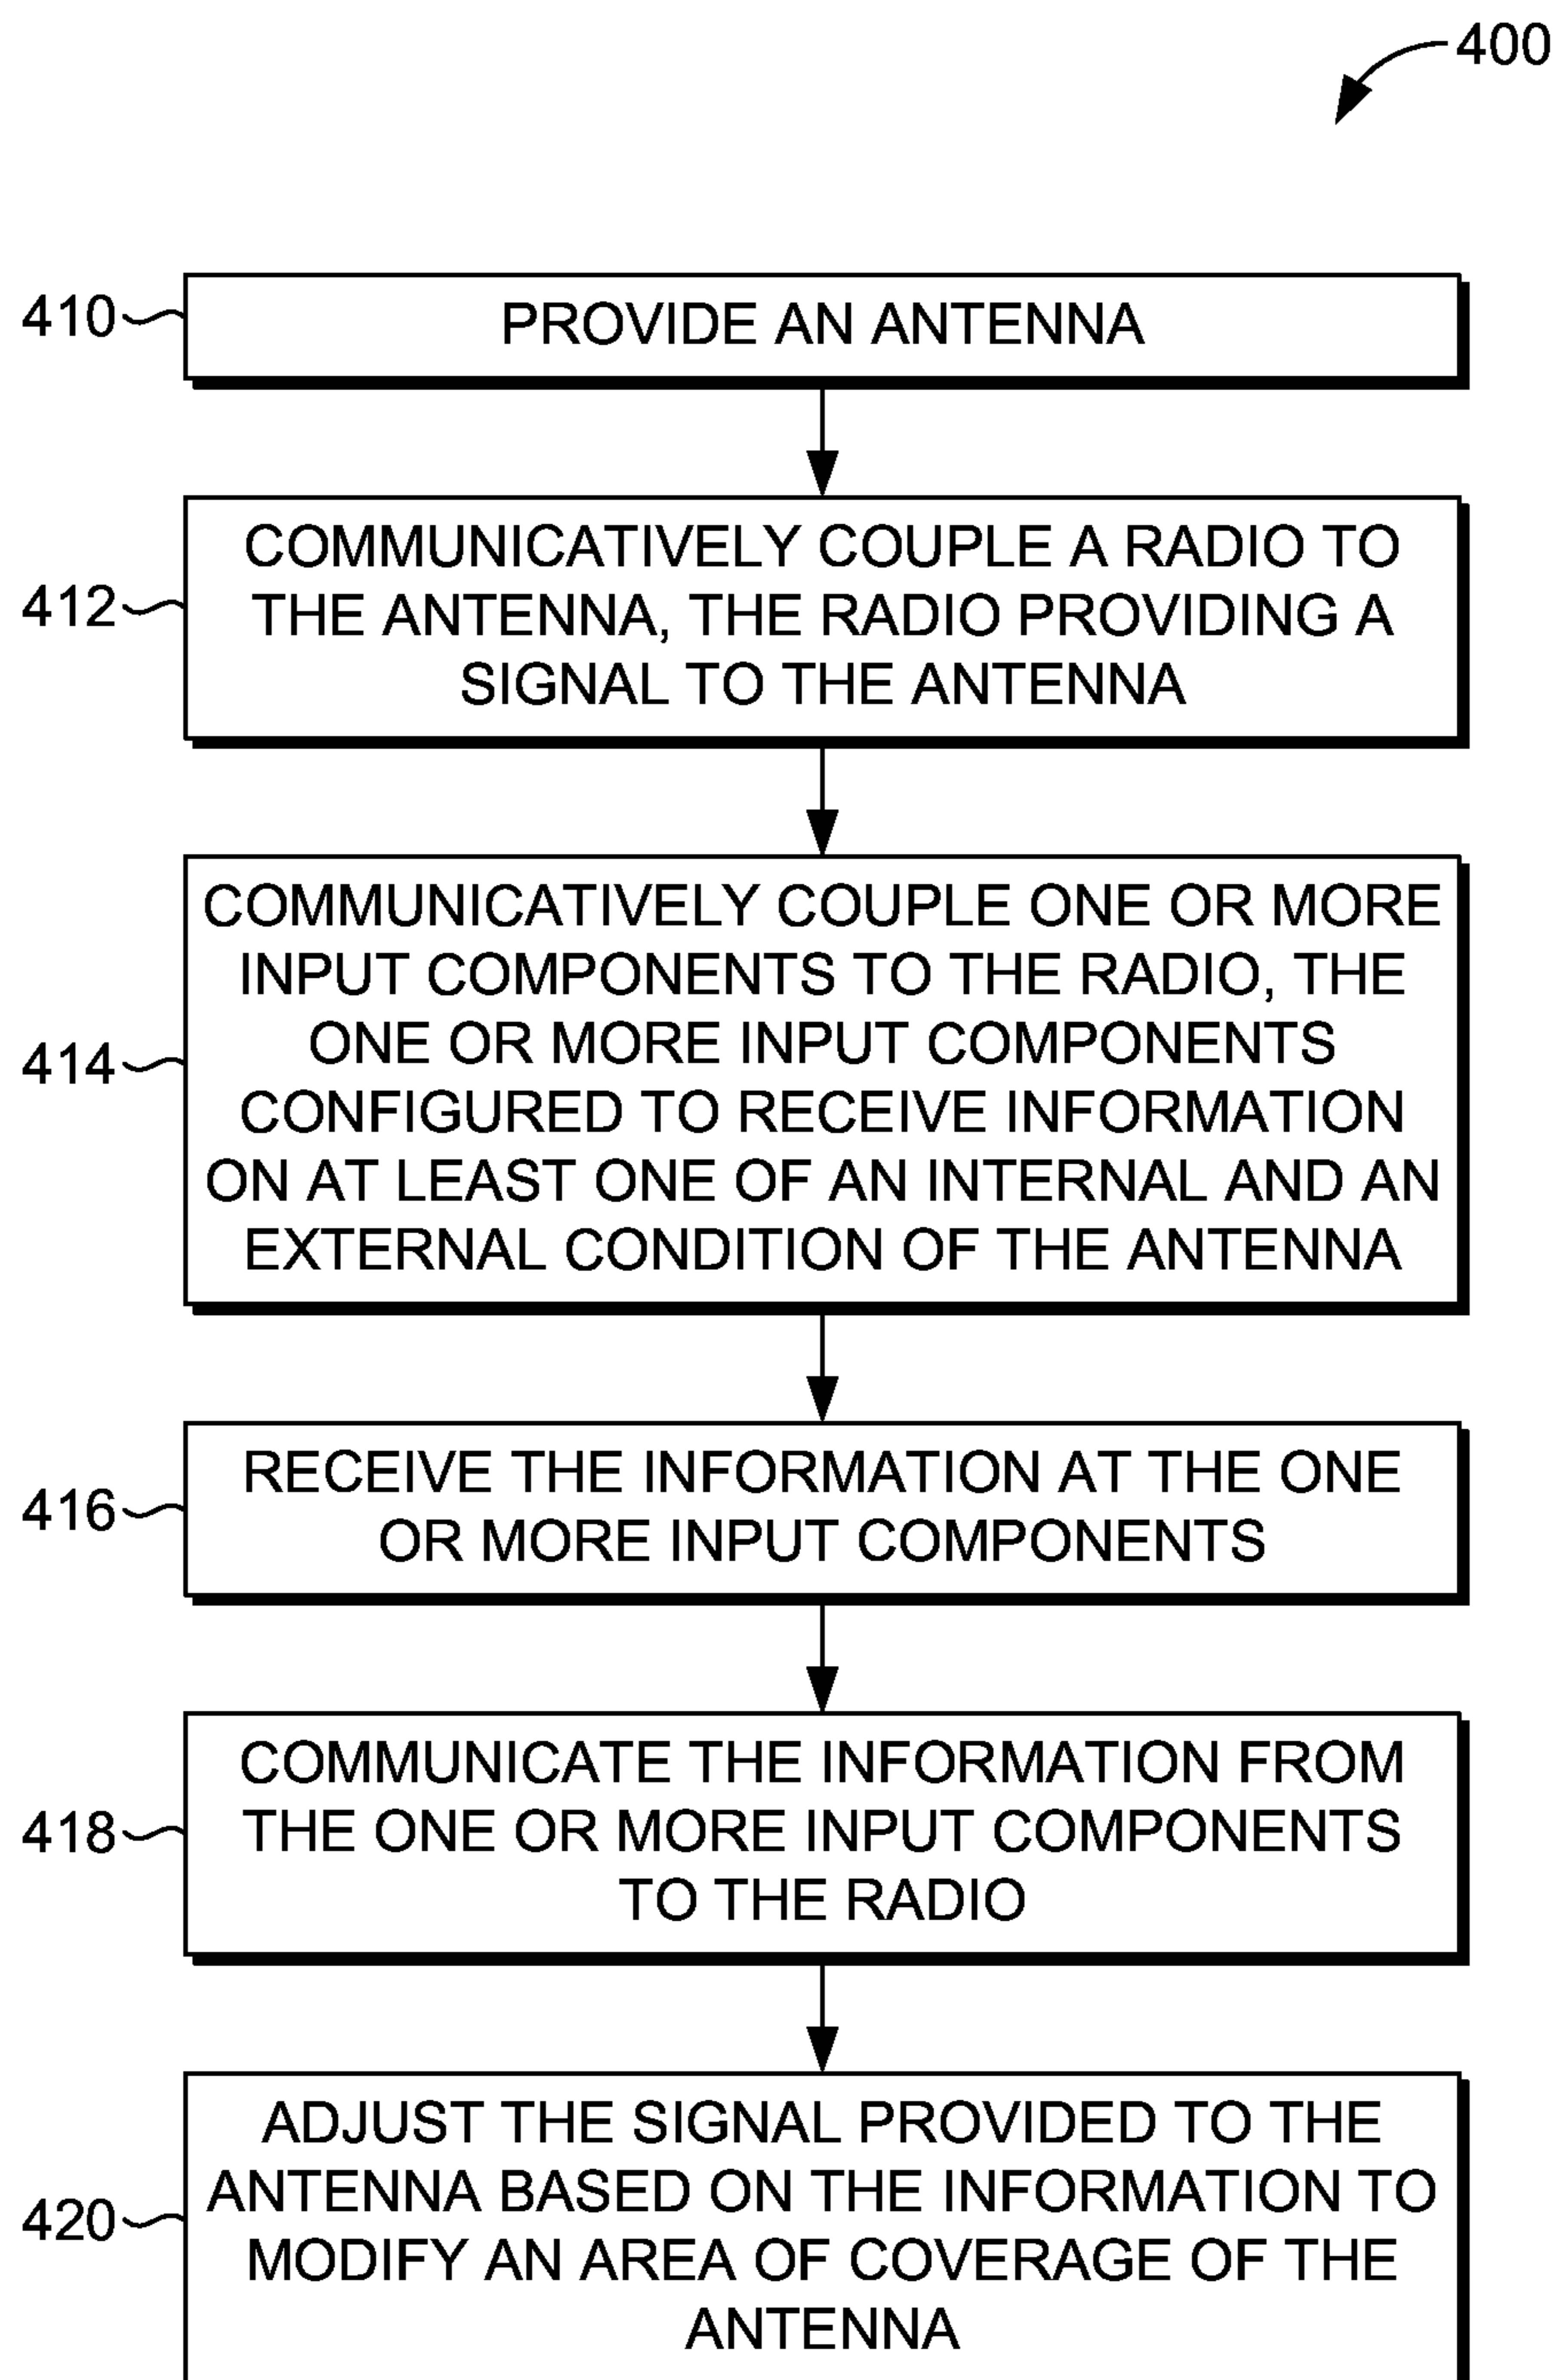 400
410
PROVIDE AN ANTENNA
412
COMMUNICATIVELY COUPLE A RADIO TO
THE ANTENNA, THE RADIO PROVIDING A
SIGNAL TO THE ANTENNA
414
COMMUNICATIVELY COUPLE ONE OR MORE
INPUT COMPONENTS TO THE RADIO, THE
ONE OR MORE INPUT COMPONENTS
CONFIGURED TO RECEIVE INFORMATION
ON AT LEAST ONE OF AN INTERNAL AND AN
EXTERNAL CONDITION OF THE ANTENNA
416
RECEIVE THE INFORMATION AT THE ONE
OR MORE INPUT COMPONENTS
418
COMMUNICATE THE INFORMATION FROM
THE ONE OR MORE INPUT COMPONENTS
TO THE RADIO
420
ADJUST THE SIGNAL PROVIDED TO THE
ANTENNA BASED ON THE INFORMATION TO
MODIFY AN AREA OF COVERAGE OF THE
ANTENNA